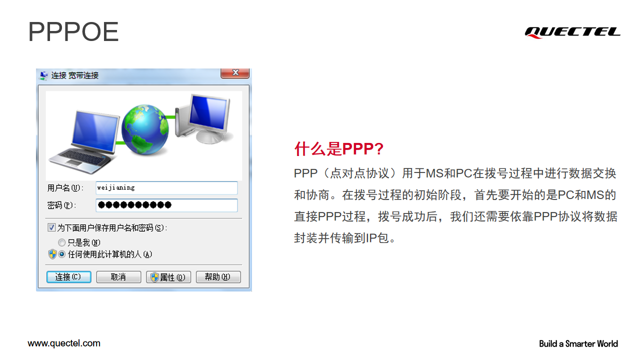 PPPOE
QUECTEL
连接 宽带连接
用户名(U):
weijianing
密码(P):
●●●●●●●●●●
为下面用户保存用户名和密码(S):
只是我(N)
任何使用此计算机的人(A)
连接(C)
取消
属性(O)
帮助(H)
什么是PPP?
PPP（点对点协议）用于MS和PC在拨号过程中进行数据交换
和协商。在拨号过程的初始阶段，首先要开始的是PC和MS的
直接PPP过程，拨号成功后，我们还需要依靠PPP协议将数据
封装并传输到IP包。
www.quectel.com
Build a Smarter World